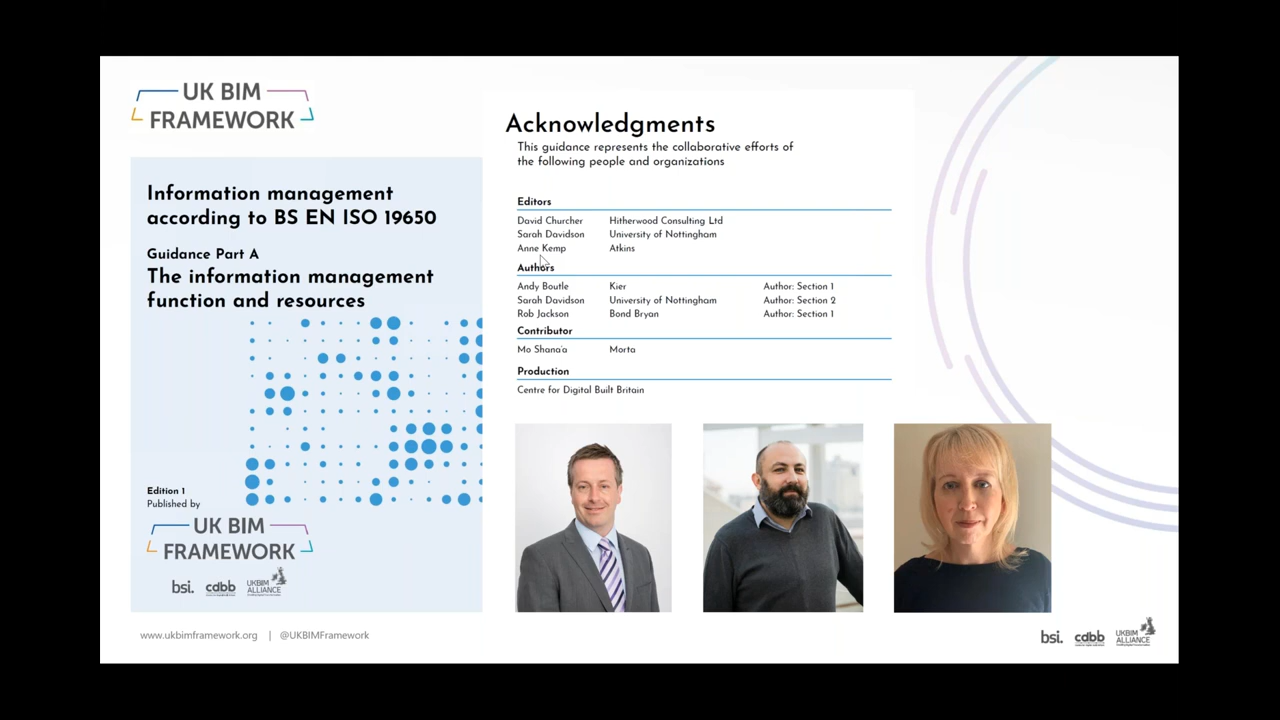 UK BIM
FRAMEWORK
Information management
according to BS EN ISO 19650
Guidance Part A
The information management
function and resources
Edition 1
Published by
UK BIM
FRAMEWORK
bsi. cdbb UKBIM
ALLIANCE
Acknowledgments
This guidance represents the collaborative efforts of
the following people and organizations
Editors
David Churcher Hitherwood Consulting Ltd
Sarah Davidson University of Nottingham
Anne Kemp Atkins
Authors
Andy Boutle Kier Author: Section 1
Sarah Davidson University of Nottingham Author: Section 2
Rob Jackson Bond Bryan Author: Section 1
Contributor
Mo Shana'a Morta
Production
Centre for Digital Built Britain
www.ukbimframework.org | @UKBIMFramework
bsi. cdbb UKBIM
ALLIANCE